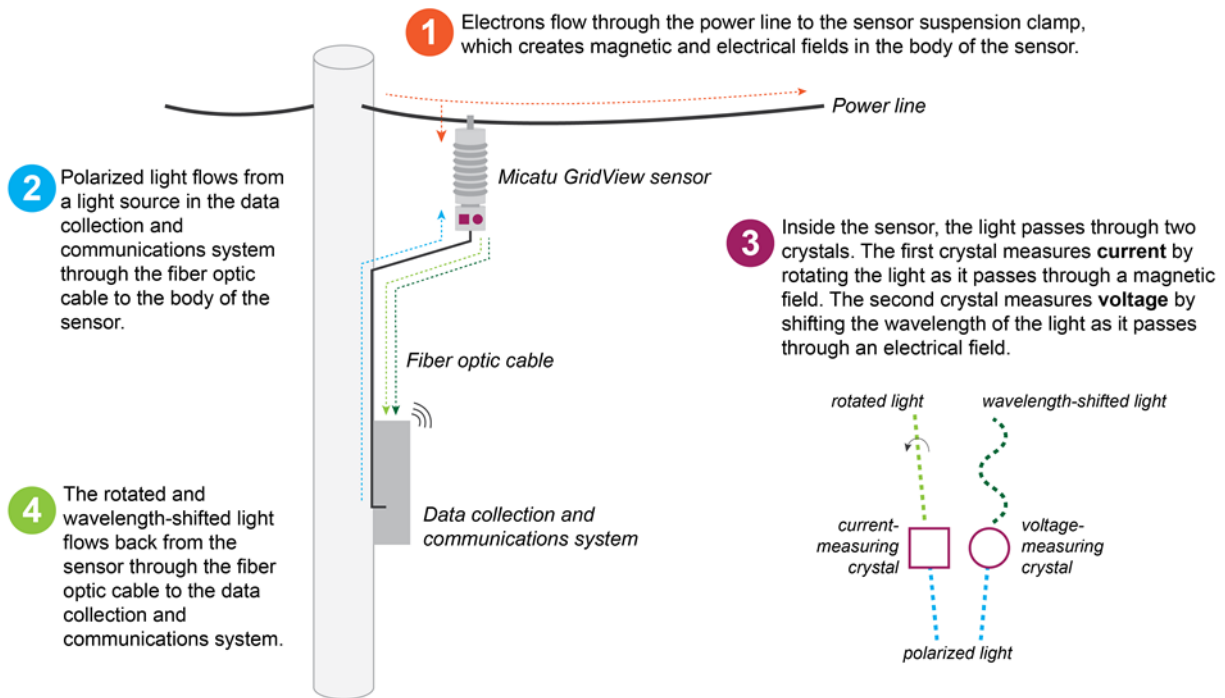 1
Electrons flow through the power line to the sensor suspension clamp,
which creates magnetic and electrical fields in the body of the sensor.
Power line
2
Polarized light flows from
a light source in the data
collection and
communications system
through the fiber optic
cable to the body of the
sensor.
Micatu GridView sensor
3
Inside the sensor, the light passes through two
crystals. The first crystal measures current by
rotating the light as it passes through a magnetic
field. The second crystal measures voltage by
shifting the wavelength of the light as it passes
through an electrical field.
Fiber optic cable
rotated light
wavelength-shifted light
4
The rotated and
wavelength-shifted light
flows back from the
sensor through the fiber
optic cable to the data
collection and
communications system.
Data collection and
communications system
current-
measuring
crystal
voltage-
measuring
crystal
polarized light